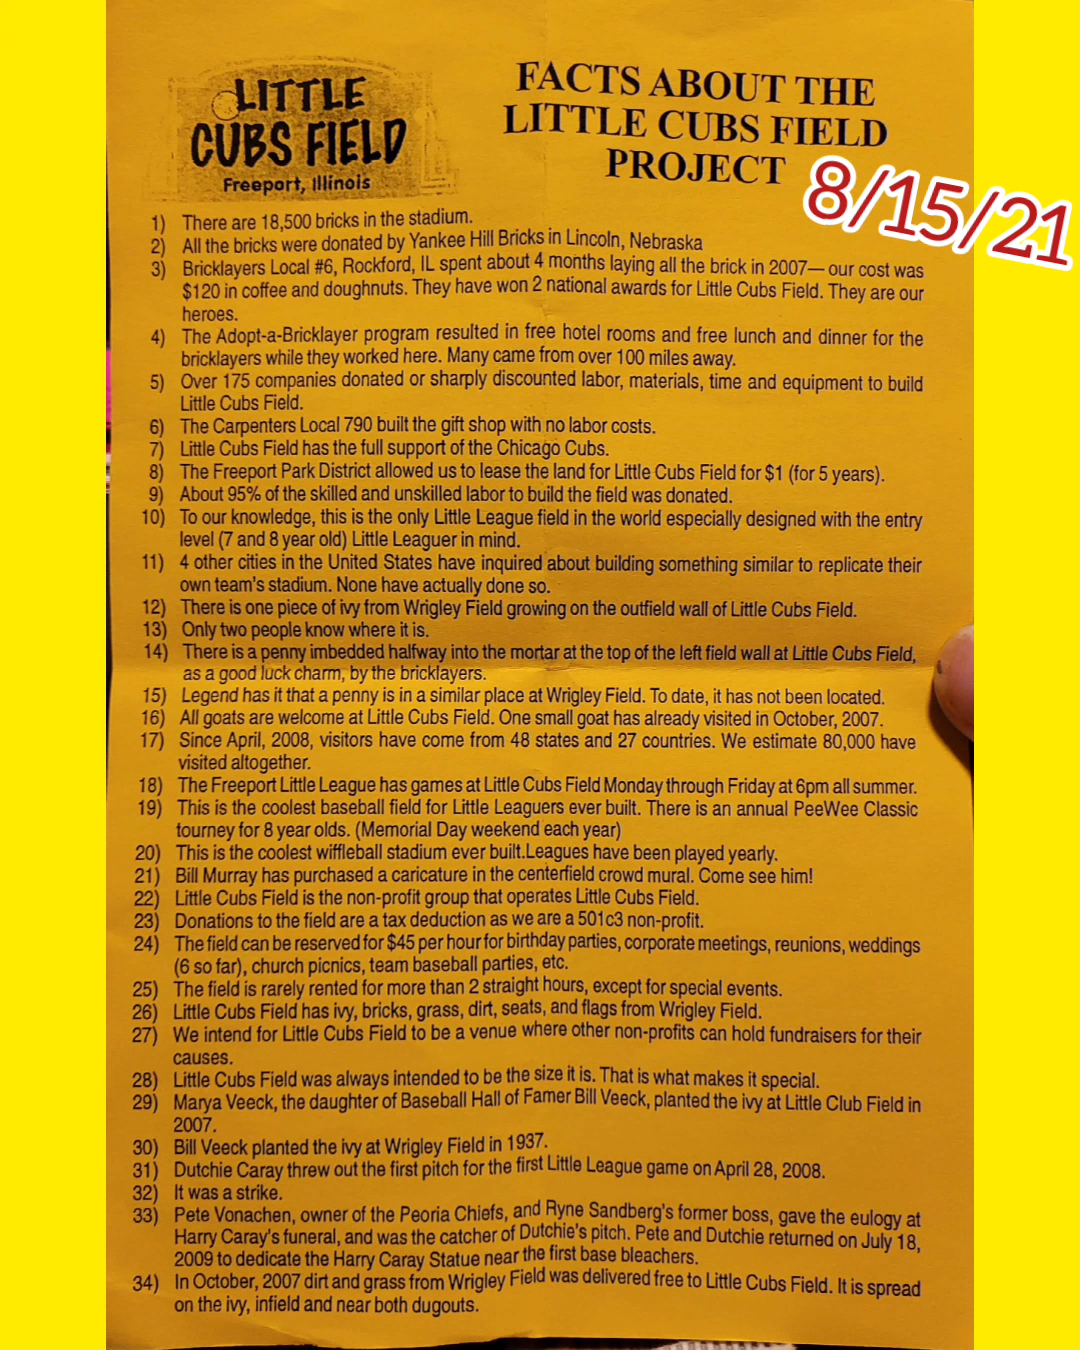 LITTLE
CUBS FIELD
Freeport, Illinois
FACTS ABOUT THE
LITTLE CUBS FIELD
PROJECT
8/15/21
1) There are 18,500 bricks in the stadium.
2) All the bricks were donated by Yankee Hill Bricks in Lincoln, Nebraska
3) Bricklayers Local #6, Rockford, IL spent about 4 months laying all the brick in 2007— our cost was
$120 in coffee and doughnuts. They have won 2 national awards for Little Cubs Field. They are our
heroes.
4) The Adopt-a-Bricklayer program resulted in free hotel rooms and free lunch and dinner for the
bricklayers while they worked here. Many came from over 100 miles away.
5) Over 175 companies donated or sharply discounted labor, materials, time and equipment to build
Little Cubs Field.
6) The Carpenters Local 790 built the gift shop with no labor costs.
7) Little Cubs Field has the full support of the Chicago Cubs.
8) The Freeport Park District allowed us to lease the land for Little Cubs Field for $1 (for 5 years).
9) About 95% of the skilled and unskilled labor to build the field was donated.
10) To our knowledge, this is the only Little League field in the world especially designed with the entry
level (7 and 8 year old) Little Leaguer in mind.
11) 4 other cities in the United States have inquired about building something similar to replicate their
own team's stadium. None have actually done so.
12) There is one piece of ivy from Wrigley Field growing on the outfield wall of Little Cubs Field.
13) Only two people know where it is.
14) There is a penny imbedded halfway into the mortar at the top of the left field wall at Little Cubs Field,
as a good luck charm, by the bricklayers.
15) Legend has it that a penny is in a similar place at Wrigley Field. To date, it has not been located.
16) All goats are welcome at Little Cubs Field. One small goat has already visited in October, 2007.
17) Since April, 2008, visitors have come from 48 states and 27 countries. We estimate 80,000 have
visited altogether.
18) The Freeport Little League has games at Little Cubs Field Monday through Friday at 6pm all summer.
19) This is the coolest baseball field for Little Leaguers ever built. There is an annual PeeWee Classic
tourney for 8 year olds. (Memorial Day weekend each year)
20) This is the coolest wiffleball stadium ever built.Leagues have been played yearly.
21) Bill Murray has purchased a caricature in the centerfield crowd mural. Come see him!
22) Little Cubs Field is the non-profit group that operates Little Cubs Field.
23) Donations to the field are a tax deduction as we are a 501c3 non-profit.
24) The field can be reserved for $45 per hour for birthday parties, corporate meetings, reunions, weddings
(6 so far), church picnics, team baseball parties, etc.
25) The field is rarely rented for more than 2 straight hours, except for special events.
26) Little Cubs Field has ivy, bricks, grass, dirt, seats, and flags from Wrigley Field.
27) We intend for Little Cubs Field to be a venue where other non-profits can hold fundraisers for their
causes.
28) Little Cubs Field was always intended to be the size it is. That is what makes it special.
29) Marya Veeck, the daughter of Baseball Hall of Famer Bill Veeck, planted the ivy at Little Club Field in
2007.
30) Bill Veeck planted the ivy at Wrigley Field in 1937.
31) Dutchie Caray threw out the first pitch for the first Little League game on April 28, 2008.
32) It was a strike.
33) Pete Vonachen, owner of the Peoria Chiefs, and Ryne Sandberg's former boss, gave the eulogy at
Harry Caray's funeral, and was the catcher of Dutchie's pitch. Pete and Dutchie returned on July 18,
2009 to dedicate the Harry Caray Statue near the first base bleachers.
34) In October, 2007 dirt and grass from Wrigley Field was delivered free to Little Cubs Field. It is spread
on the ivy, infield and near both dugouts.